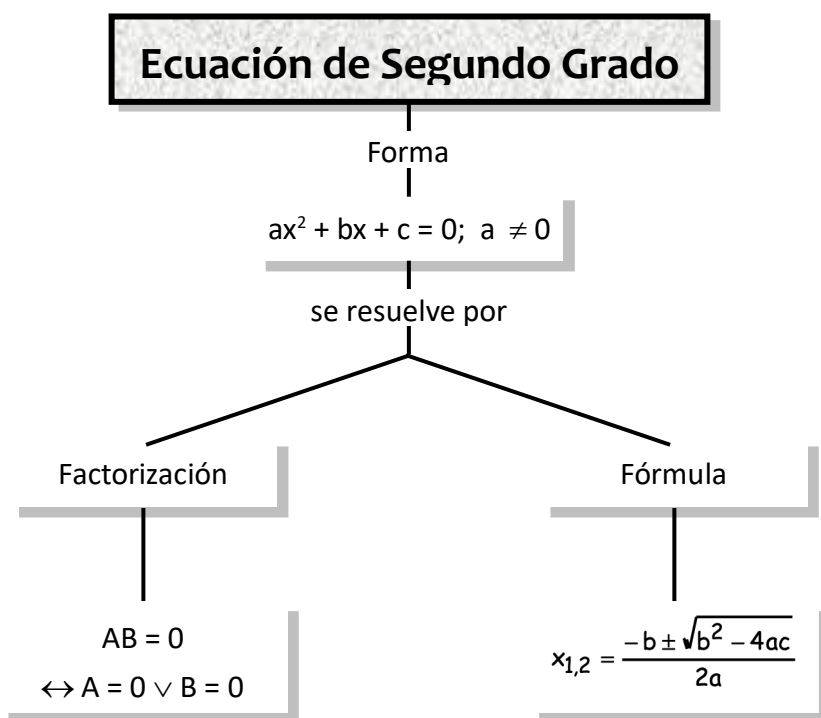 Ecuación de Segundo Grado
Forma
ax² + bx + c = 0; a ≠ 0
se resuelve por
Factorización
Fórmula
AB = 0
↔ A = 0 ∨ B = 0
x₁,₂ = (−b ± √(b² − 4ac)) / 2a